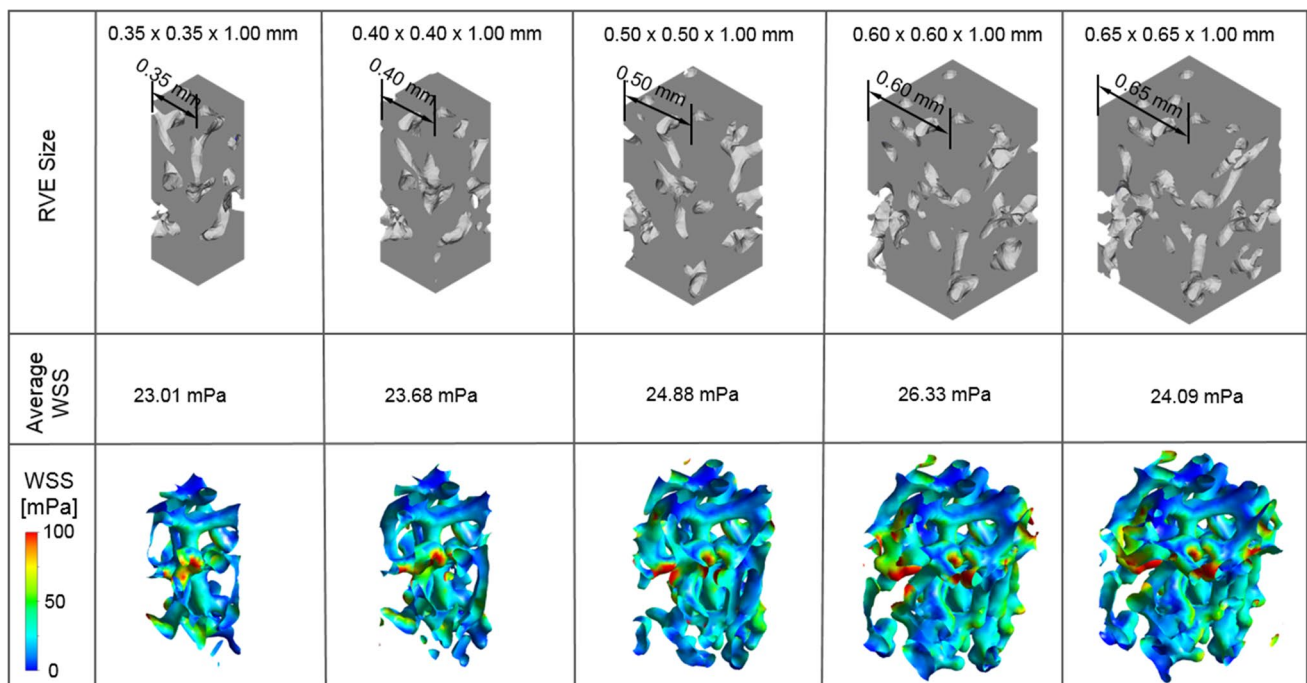 RVE Size
0.35 x 0.35 x 1.00 mm
0.40 x 0.40 x 1.00 mm
0.50 x 0.50 x 1.00 mm
0.60 x 0.60 x 1.00 mm
0.65 x 0.65 x 1.00 mm
0.35 mm
0.40 mm
0.50 mm
0.60 mm
0.65 mm
Average
WSS
23.01 mPa
23.68 mPa
24.88 mPa
26.33 mPa
24.09 mPa
WSS
[mPa]
100
50
0